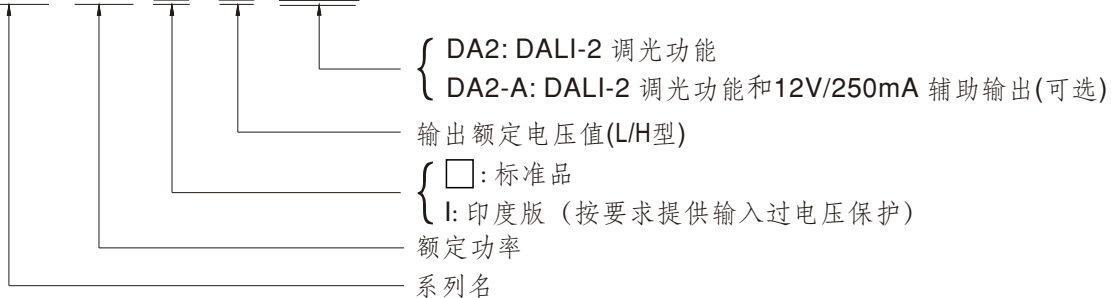 DA2: DALI-2 调光功能
DA2-A: DALI-2 调光功能和12V/250mA 辅助输出(可选)
输出额定电压值(L/H型)
□: 标准品
I: 印度版（按要求提供输入过电压保护）
额定功率
系列名